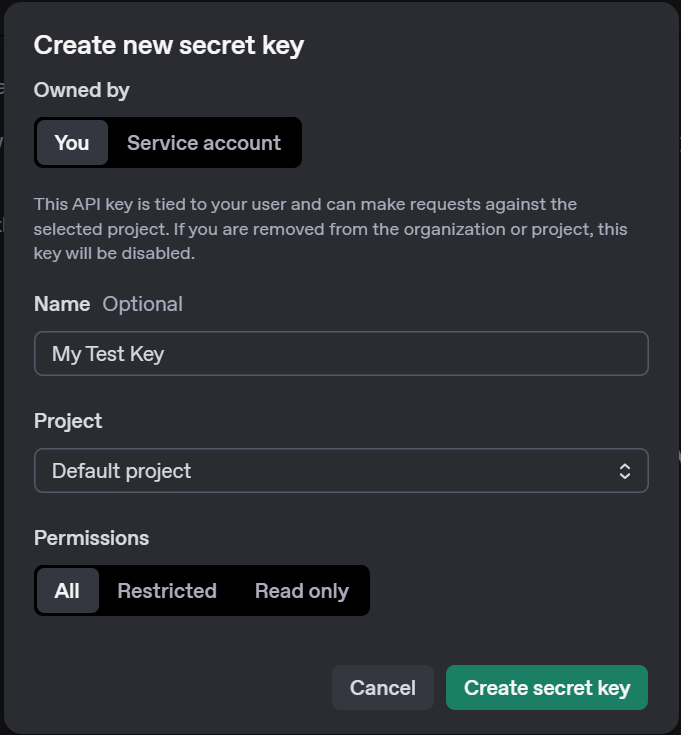 Create new secret key
Owned by
You Service account
This API key is tied to your user and can make requests against the
selected project. If you are removed from the organization or project, this
key will be disabled.
Name Optional
My Test Key
Project
Default project
Permissions
All Restricted Read only
Cancel Create secret key